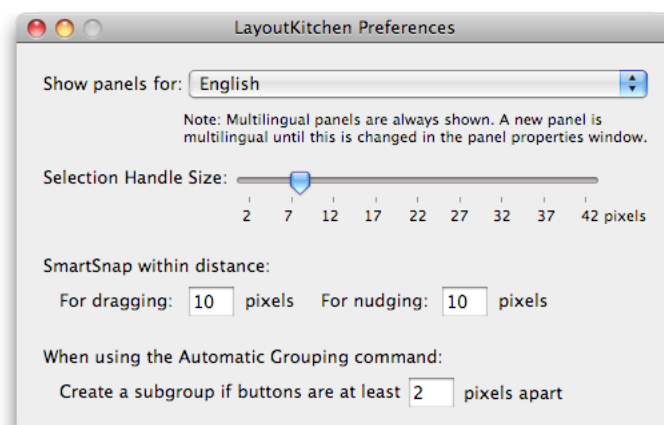 LayoutKitchen Preferences
Show panels for: English
Note: Multilingual panels are always shown. A new panel is
multilingual until this is changed in the panel properties window.
Selection Handle Size:
2 7 12 17 22 27 32 37 42 pixels
SmartSnap within distance:
For dragging: 10 pixels For nudging: 10 pixels
When using the Automatic Grouping command:
Create a subgroup if buttons are at least 2 pixels apart